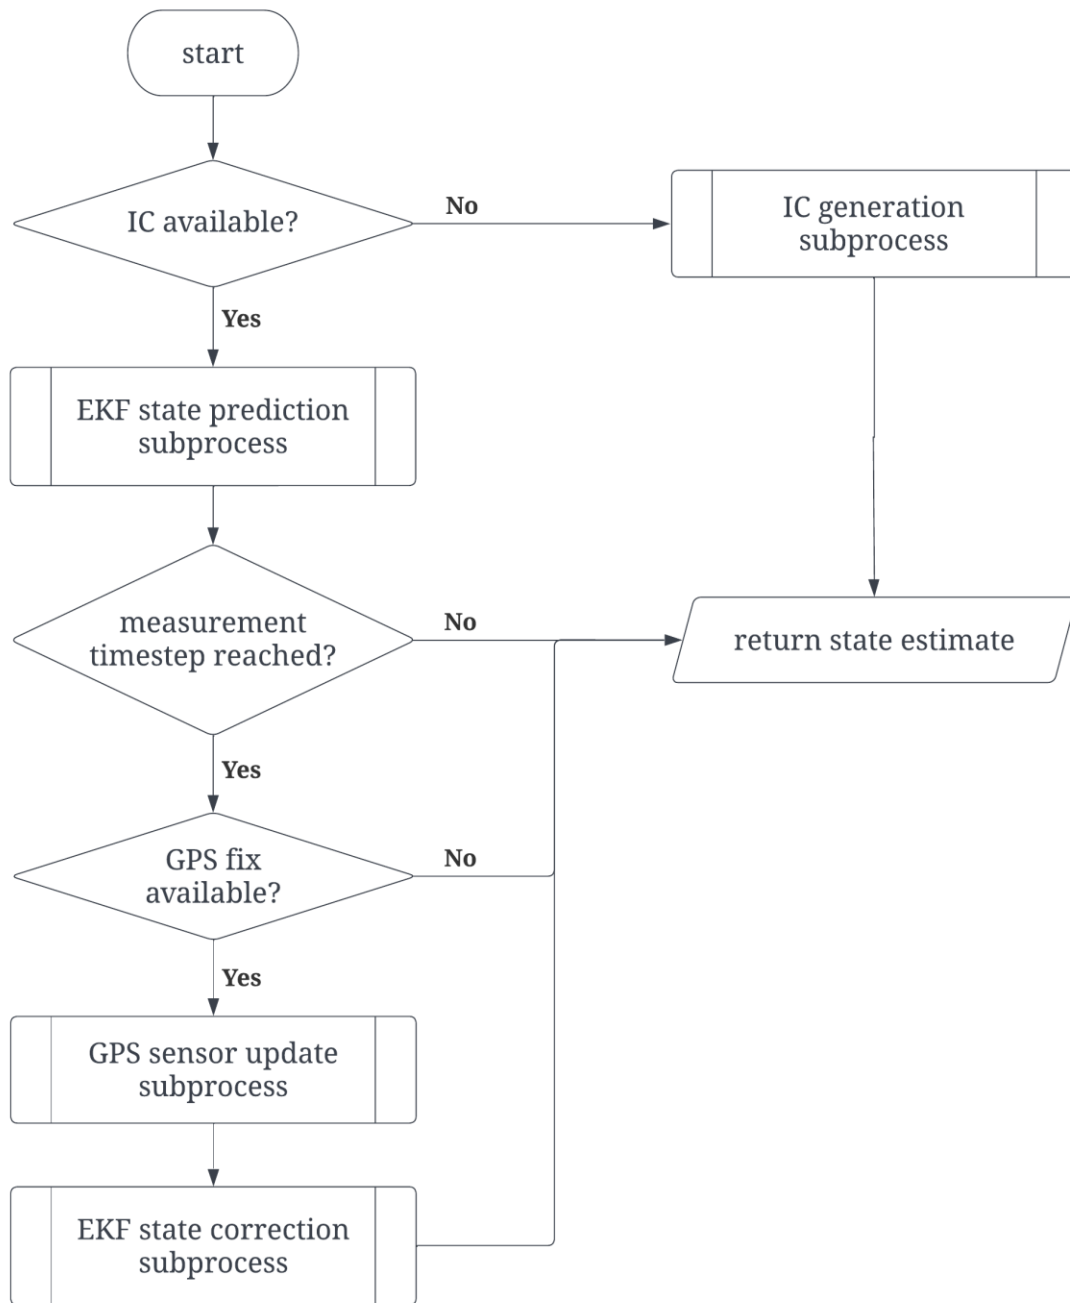 start
IC available?
No
IC generation
subprocess
Yes
EKF state prediction
subprocess
measurement
timestep reached?
No
return state estimate
Yes
GPS fix
available?
No
Yes
GPS sensor update
subprocess
EKF state correction
subprocess